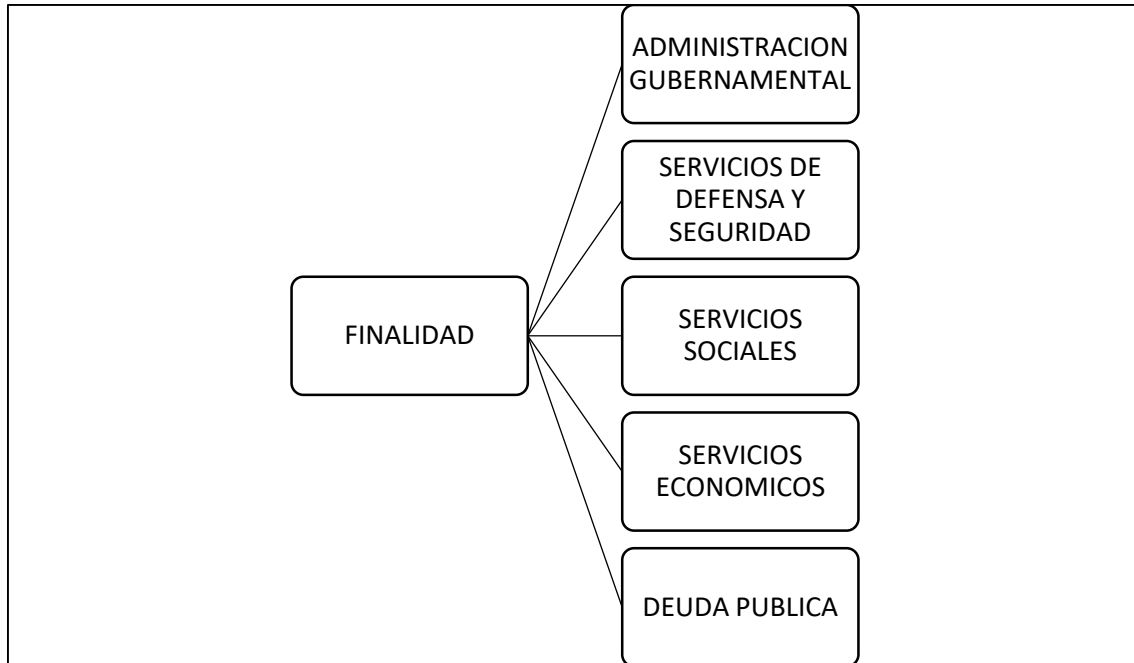 FINALIDAD
ADMINISTRACION
GUBERNAMENTAL
SERVICIOS DE
DEFENSA Y
SEGURIDAD
SERVICIOS
SOCIALES
SERVICIOS
ECONOMICOS
DEUDA PUBLICA